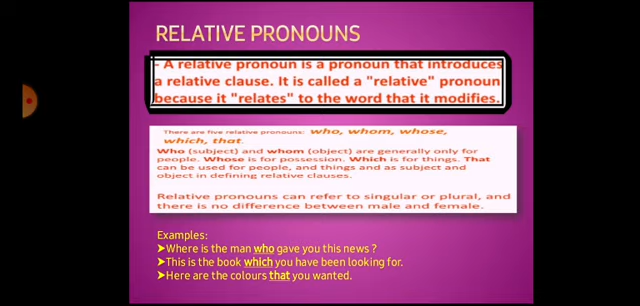 RELATIVE PRONOUNS
- A relative pronoun is a pronoun that introduces
a relative clause. It is called a "relative" pronoun
because it "relates" to the word that it modifies.
There are five relative pronouns: who, whom, whose,
which, that.
Who (subject) and whom (object) are generally only for
people. Whose is for possession. Which is for things. That
can be used for people, and things and as subject and
object in defining relative clauses.
Relative pronouns can refer to singular or plural, and
there is no difference between male and female.
Examples:
➤Where is the man who gave you this news ?
➤This is the book which you have been looking for.
➤Here are the colours that you wanted.